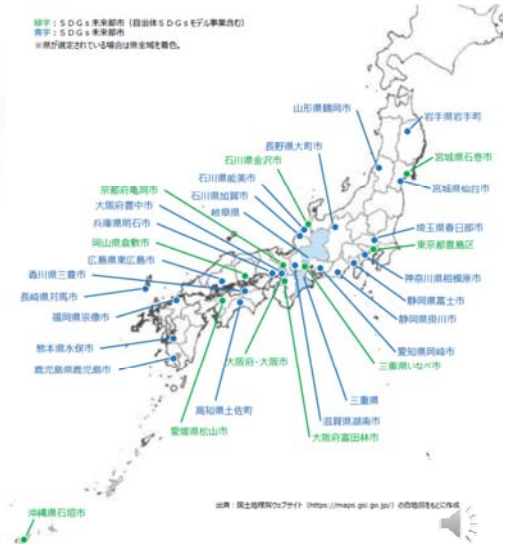 緑字：SDGs未来都市（自治体SDGsモデル事業含む）
青字：SDGs未来都市
※県が選定されている場合は県全域を着色。
山形県鶴岡市
岩手県岩手町
長野県大町市
石川県金沢市
宮城県石巻市
石川県能美市
京都府亀岡市
石川県加賀市
宮城県仙台市
大阪府豊中市
岐阜県
兵庫県明石市
埼玉県春日部市
岡山県倉敷市
東京都豊島区
広島県東広島市
香川県三豊市
神奈川県相模原市
長崎県対馬市
静岡県富士市
福岡県宗像市
静岡県掛川市
熊本県水俣市
愛知県岡崎市
大阪府・大阪市
三重県いなべ市
鹿児島県鹿児島市
三重県
高知県土佐町
滋賀県湖南市
愛媛県松山市
大阪府富田林市
出典：国土地理院ウェブサイト（https://maps.gsi.go.jp/）の白地図をもとに作成
沖縄県石垣市